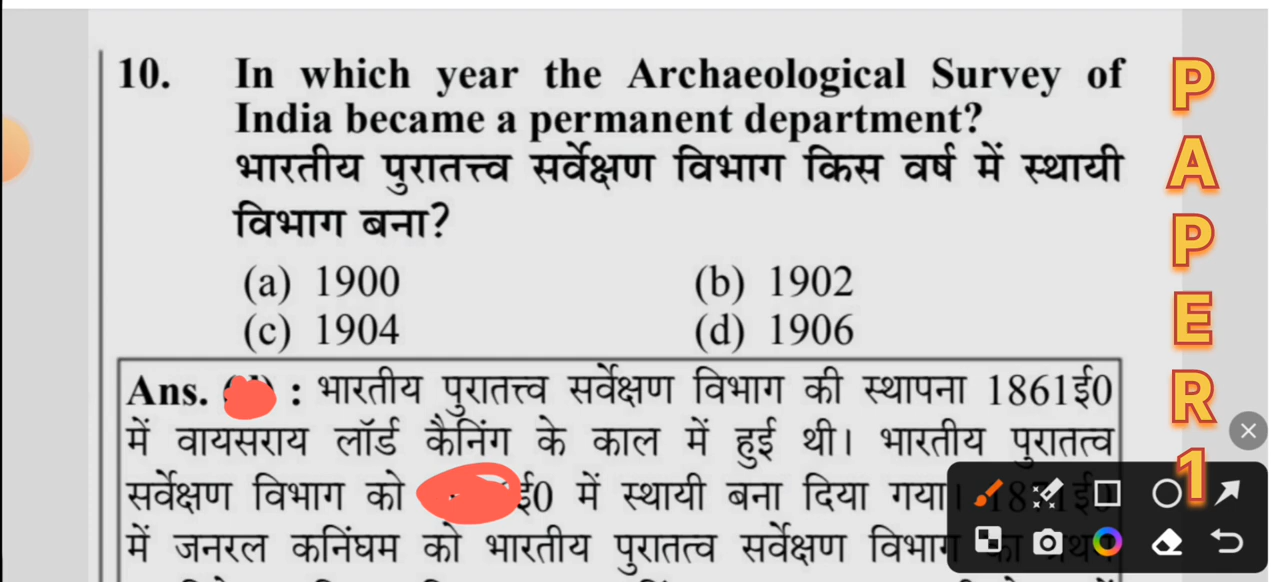 10. In which year the Archaeological Survey of
India became a permanent department?
भारतीय पुरातत्त्व सर्वेक्षण विभाग किस वर्ष में स्थायी
विभाग बना?
(a) 1900 (b) 1902
(c) 1904 (d) 1906
Ans. : भारतीय पुरातत्त्व सर्वेक्षण विभाग की स्थापना 1861ई0
में वायसराय लॉर्ड कैनिंग के काल में हुई थी। भारतीय पुरातत्व
सर्वेक्षण विभाग को ई0 में स्थायी बना दिया गया।
में जनरल कनिंघम को भारतीय पुरातत्व सर्वेक्षण विभाग
PAPER 1